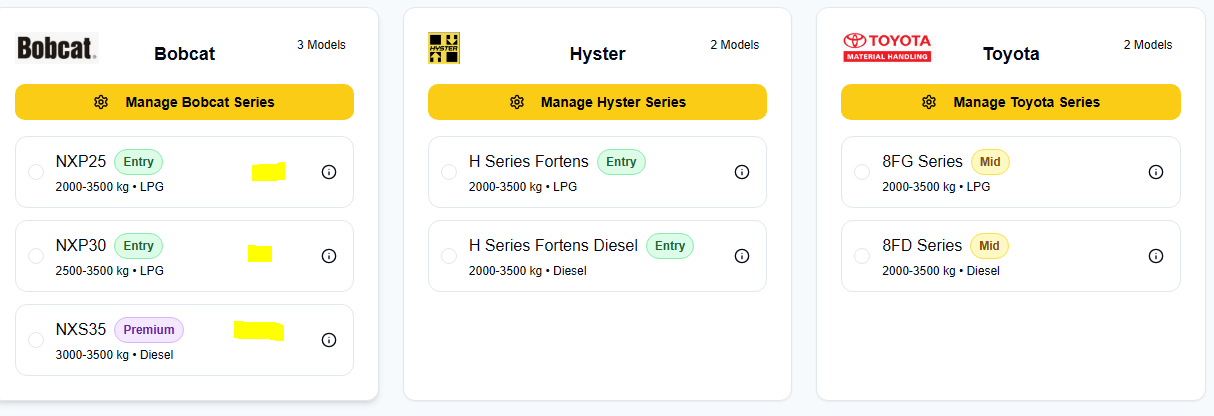 Bobcat.
Bobcat
3 Models
Manage Bobcat Series
NXP25 Entry
2000-3500 kg • LPG
NXP30 Entry
2500-3500 kg • LPG
NXS35 Premium
3000-3500 kg • Diesel
HYSTER
Hyster
2 Models
Manage Hyster Series
H Series Fortens Entry
2000-3500 kg • LPG
H Series Fortens Diesel Entry
2000-3500 kg • Diesel
TOYOTA
MATERIAL HANDLING
Toyota
2 Models
Manage Toyota Series
8FG Series Mid
2000-3500 kg • LPG
8FD Series Mid
2000-3500 kg • Diesel